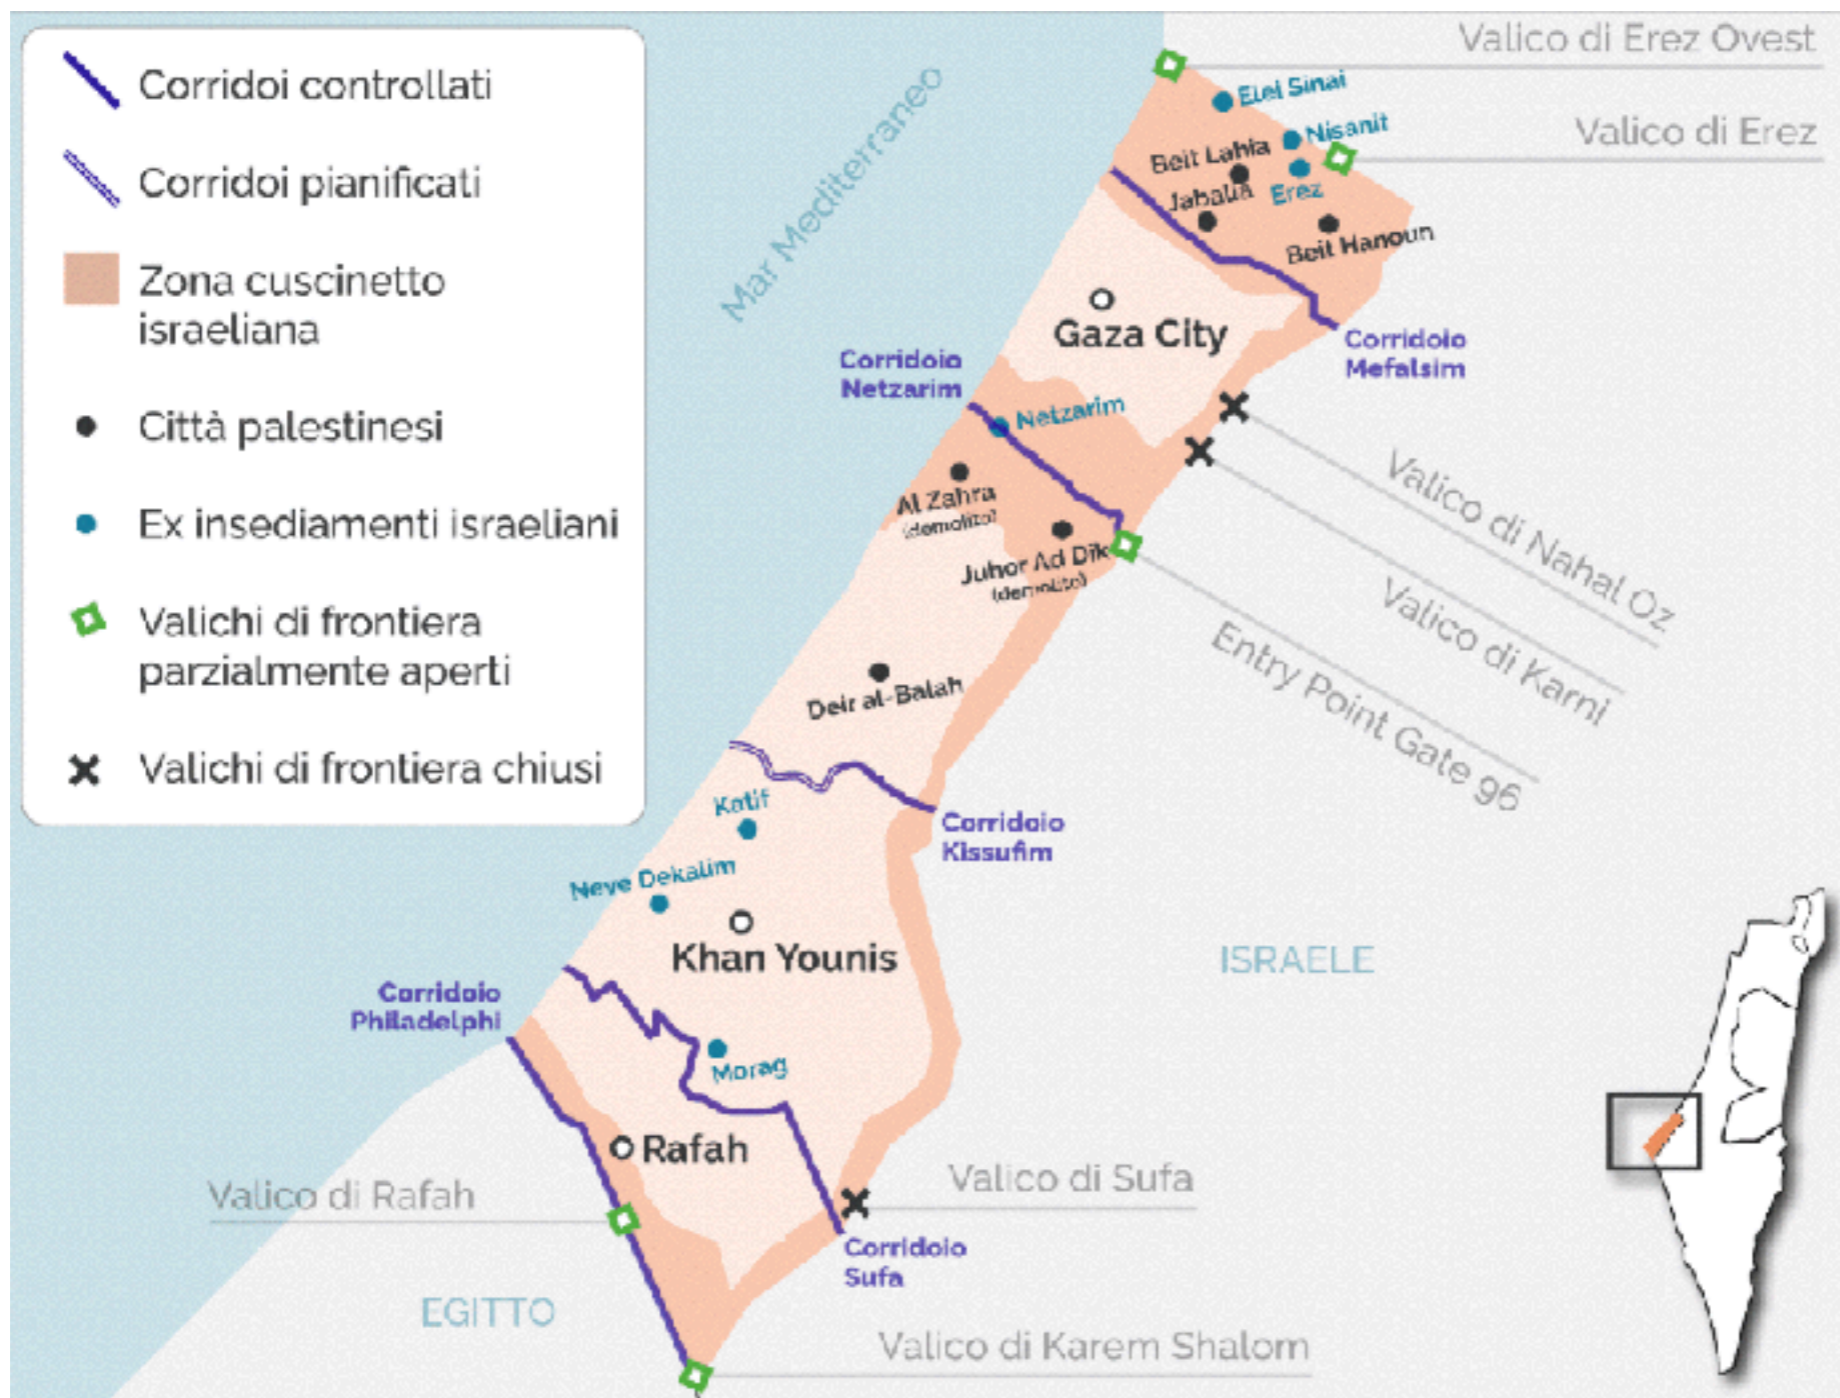 Corridoi controllati
Corridoi pianificati
Zona cuscinetto
israeliana
Città palestinesi
Ex insediamenti israeliani
Valichi di frontiera
parzialmente aperti
Valichi di frontiera chiusi
Mar Mediterraneo
Valico di Erez Ovest
Elei Sinai
Nisanit
Valico di Erez
Beit Lahia
Jabalia
Erez
Beit Hanoun
Gaza City
Corridoio
Mefalsim
Corridoio
Netzarim
Netzarim
Al Zahra
(demolito)
Juhor Ad Dik
(demolito)
Valico di Nahal Oz
Valico di Karni
Entry Point Gate 96
Deir al-Balah
Katif
Corridoio
Kissufim
Neve Dekalim
Khan Younis
ISRAELE
Corridoio
Philadelphi
Morag
Rafah
Valico di Rafah
Valico di Sufa
Corridoio
Sufa
EGITTO
Valico di Karem Shalom